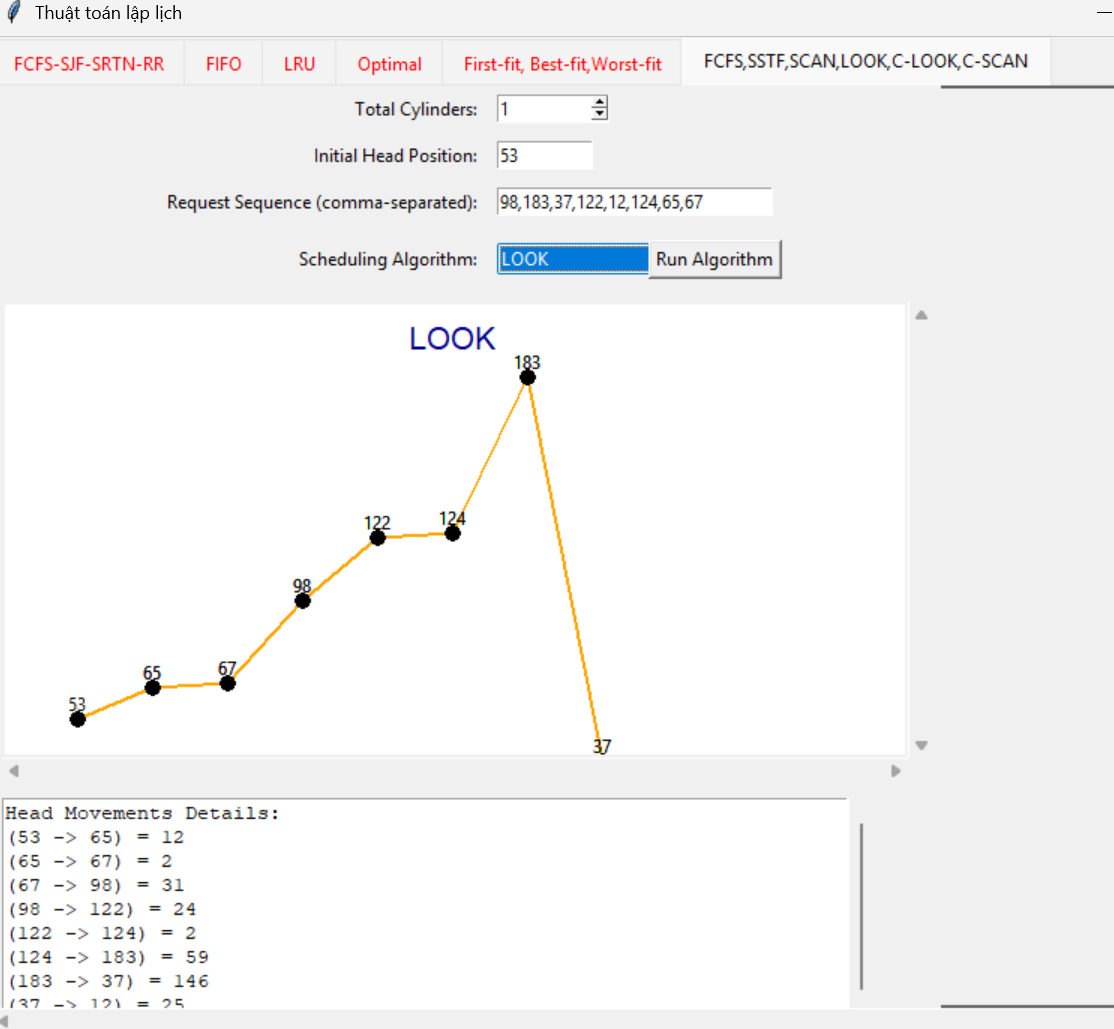 Thuật toán lập lịch
FCFS-SJF-SRTN-RR FIFO LRU Optimal First-fit, Best-fit,Worst-fit FCFS,SSTF,SCAN,LOOK,C-LOOK,C-SCAN
Total Cylinders: 1
Initial Head Position: 53
Request Sequence (comma-separated): 98,183,37,122,12,124,65,67
Scheduling Algorithm: LOOK Run Algorithm
LOOK
183
124
122
98
67
65
53
37
Head Movements Details:
(53 -> 65) = 12
(65 -> 67) = 2
(67 -> 98) = 31
(98 -> 122) = 24
(122 -> 124) = 2
(124 -> 183) = 59
(183 -> 37) = 146
(37 -> 12) = 25